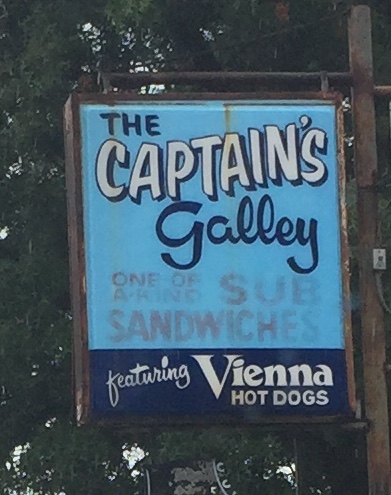 THE
CAPTAIN'S
Galley
ONE OF
A-KIND SUB
SANDWICHES
featuring Vienna
HOT DOGS